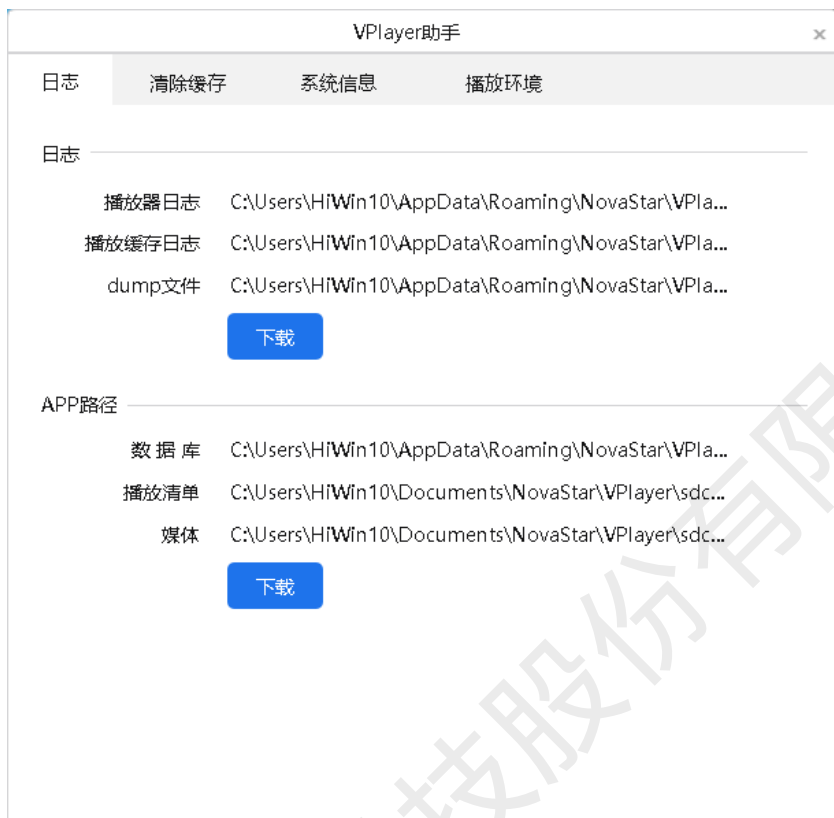 VPlayer助手 ×
日志 清除缓存 系统信息 播放环境
日志
播放器日志 C:\Users\HiWin10\AppData\Roaming\NovaStar\VPla...
播放缓存日志 C:\Users\HiWin10\AppData\Roaming\NovaStar\VPla...
dump文件 C:\Users\HiWin10\AppData\Roaming\NovaStar\VPla...
下载
APP路径
数据库 C:\Users\HiWin10\AppData\Roaming\NovaStar\VPla...
播放清单 C:\Users\HiWin10\Documents\NovaStar\VPlayer\sdc...
媒体 C:\Users\HiWin10\Documents\NovaStar\VPlayer\sdc...
下载
技股份有限